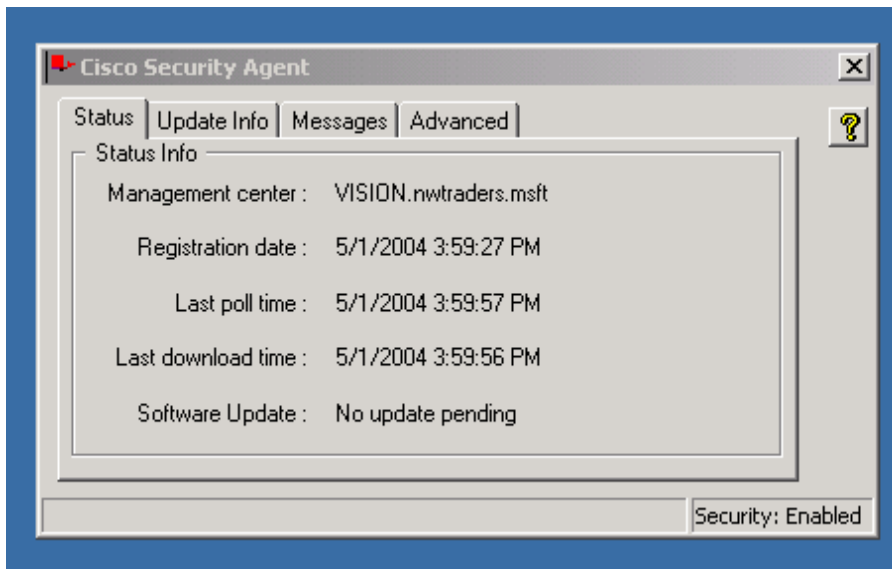 Cisco Security Agent
Status Update Info Messages Advanced
Status Info
Management center : VISION.nwtraders.msft
Registration date : 5/1/2004 3:59:27 PM
Last poll time : 5/1/2004 3:59:57 PM
Last download time : 5/1/2004 3:59:56 PM
Software Update : No update pending
Security: Enabled